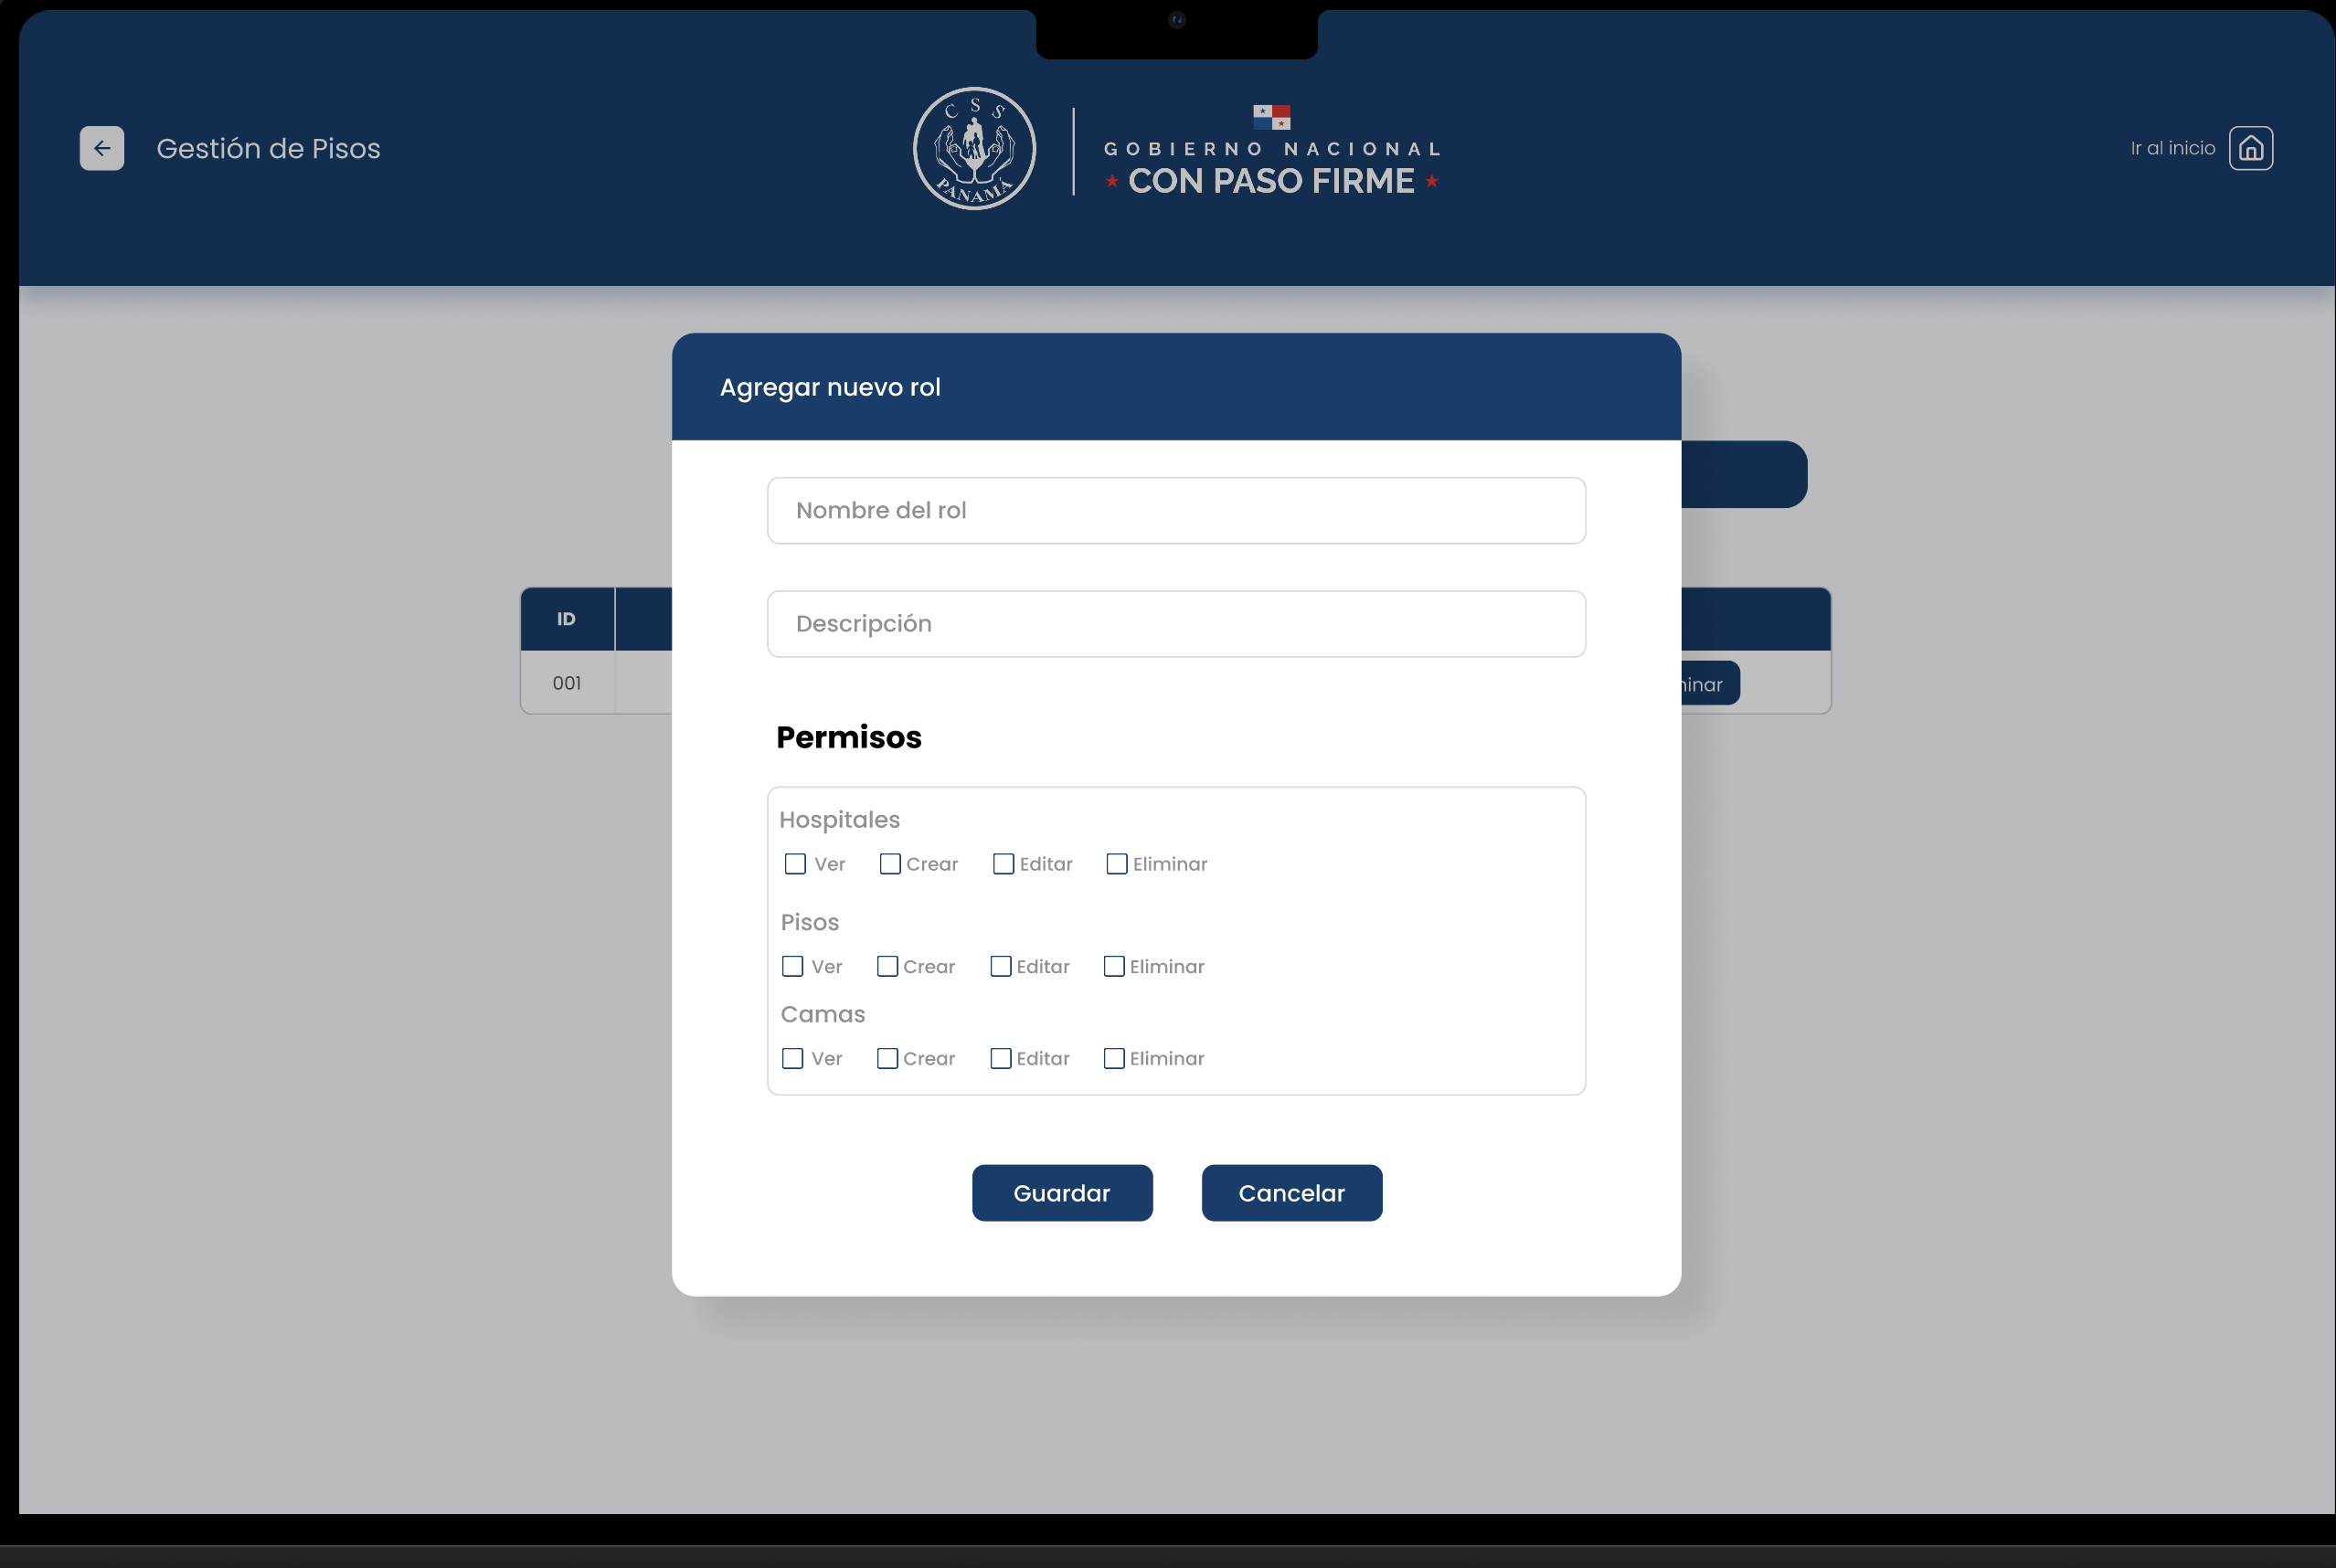 Gestión de Pisos
C S S
PANAMÁ
GOBIERNO NACIONAL
CON PASO FIRME
Ir al inicio
Agregar nuevo rol
Nombre del rol
ID
Descripción
001
minar
Permisos
Hospitales
Ver Crear Editar Eliminar
Pisos
Ver Crear Editar Eliminar
Camas
Ver Crear Editar Eliminar
Guardar Cancelar